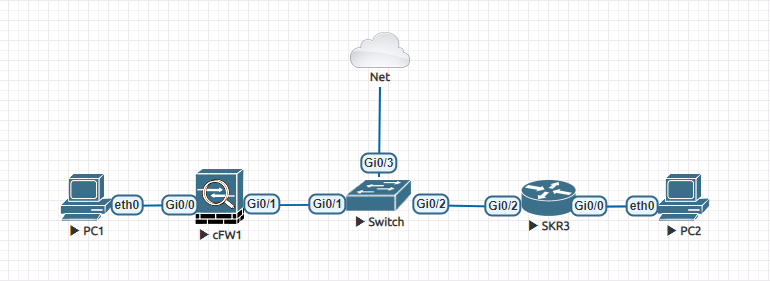 Net
Gi0/3
eth0
Gi0/0
Gi0/1
Gi0/1
Gi0/2
Gi0/2
Gi0/0
eth0
PC1
cFW1
Switch
SKR3
PC2